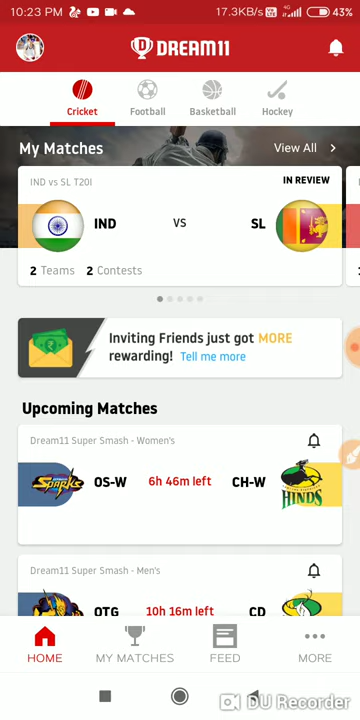 10:23 PM 17.3KB/s 4G 43%
DREAM11
Cricket Football Basketball Hockey
My Matches View All >
IND vs SL T20I IN REVIEW
IND VS SL
2 Teams 2 Contests
Inviting Friends just got MORE
rewarding! Tell me more
Upcoming Matches
Dream11 Super Smash - Women's
Sparks OS-W 6h 46m left CH-W HINDS
Dream11 Super Smash - Men's
OTG 10h 16m left CD
HOME MY MATCHES FEED MORE
DU Recorder